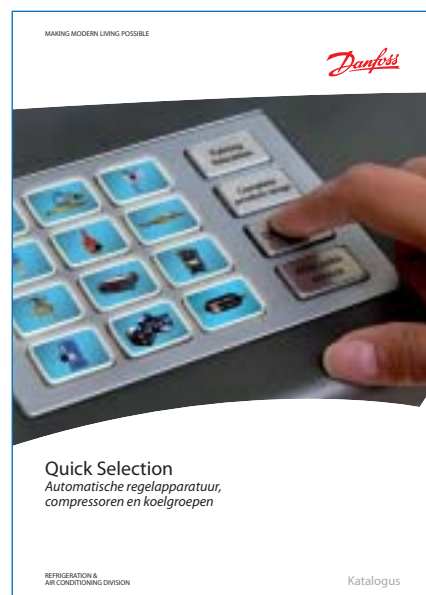 MAKING MODERN LIVING POSSIBLE
Danfoss
Quick Selection
Automatische regelapparatuur,
compressoren en koelgroepen
REFRIGERATION &
AIR CONDITIONING DIVISION
Katalogus